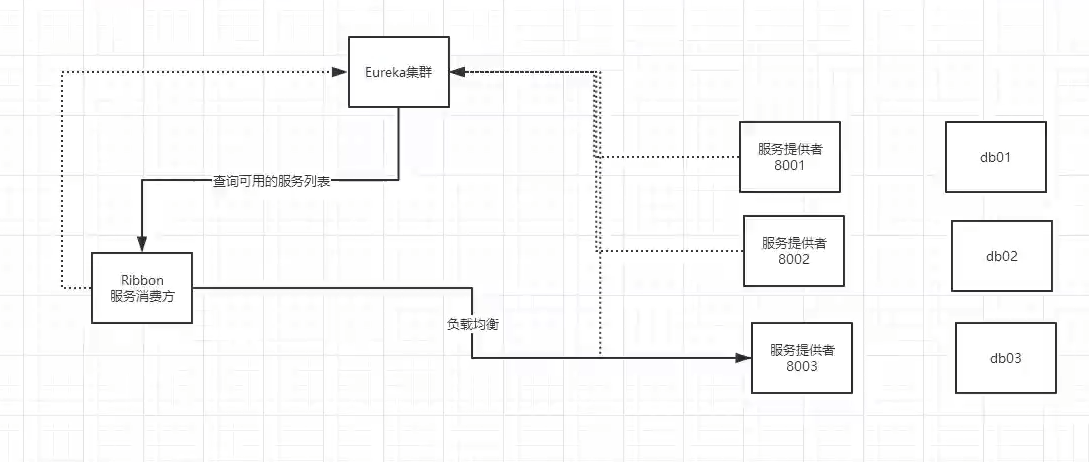 Eureka集群
服务提供者
8001
db01
查询可用的服务列表
服务提供者
8002
db02
Ribbon
服务消费方
负载均衡
服务提供者
8003
db03